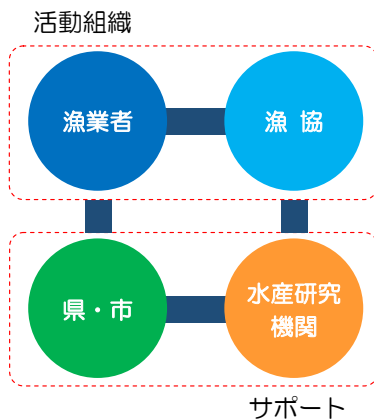 活動組織
漁業者
漁 協
県・市
水産研究
機関
サポート